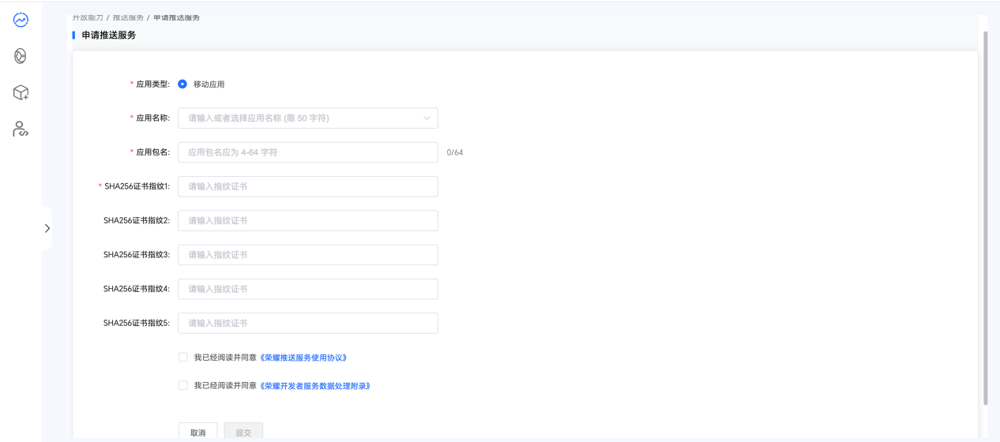 开放能力 / 推送服务 / 申请推送服务
申请推送服务
* 应用类型: 移动应用
* 应用名称: 请输入或者选择应用名称 (限 50 字符)
* 应用包名: 应用包名应为 4-64 字符 0/64
* SHA256证书指纹1: 请输入指纹证书
SHA256证书指纹2: 请输入指纹证书
SHA256证书指纹3: 请输入指纹证书
SHA256证书指纹4: 请输入指纹证书
SHA256证书指纹5: 请输入指纹证书
我已经阅读并同意《荣耀推送服务使用协议》
我已经阅读并同意《荣耀开发者服务数据处理附录》
取消 提交